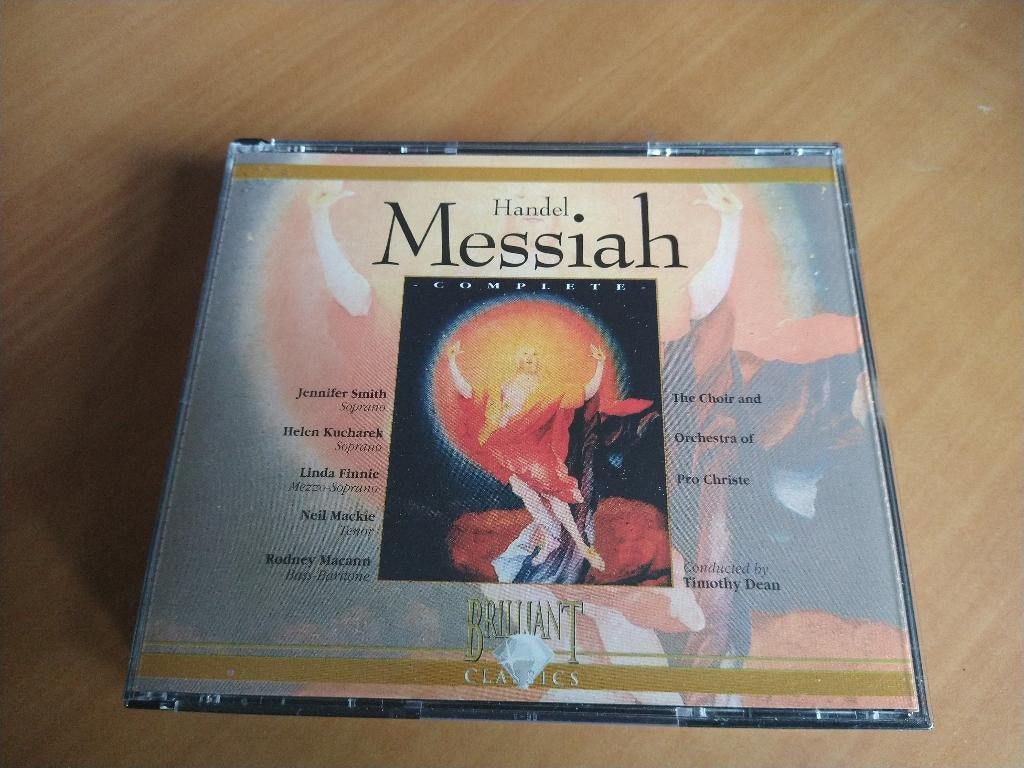 Handel
Messiah
- COMPLETE -
Jennifer Smith
Soprano
Helen Kucharek
Soprano
Linda Finnie
Mezzo-Soprano
Neil Mackie
Tenor
Rodney Macann
Bass-Baritone
The Choir and
Orchestra of
Pro Christe
Conducted by
Timothy Dean
BRILLIANT
CLASSICS